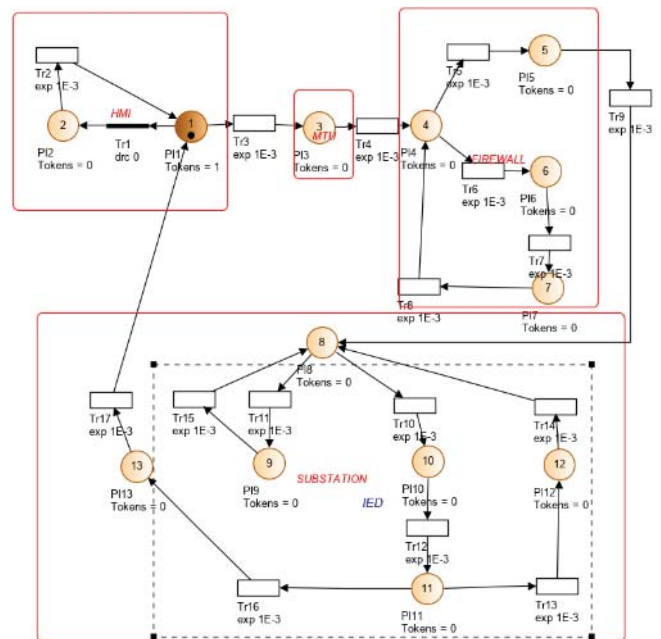 Tr2
exp 1E-3
HMI
2
Pl2
Tokens = 0
Tr1
drc 0
1
Pl1
Tokens = 1
Tr3
exp 1E-3
3
MTU
Pl3
Tokens = 0
Tr4
exp 1E-3
4
Pl4
Tokens = 0
Tr5
exp 1E-3
5
Pl5
Tokens = 0
Tr9
exp 1E-3
FIREWALL
Tr6
exp 1E-3
6
Pl6
Tokens = 0
Tr7
exp 1E-3
7
Pl7
Tokens = 0
Tr8
exp 1E-3
8
Pl8
Tokens = 0
Tr17
exp 1E-3
Tr15
exp 1E-3
Tr11
exp 1E-3
Tr10
exp 1E-3
Tr14
exp 1E-3
13
Pl13
Tokens = 0
9
Pl9
Tokens = 0
SUBSTATION
IED
10
Pl10
Tokens = 0
12
Pl12
Tokens = 0
Tr12
exp 1E-3
Tr16
exp 1E-3
11
Pl11
Tokens = 0
Tr13
exp 1E-3